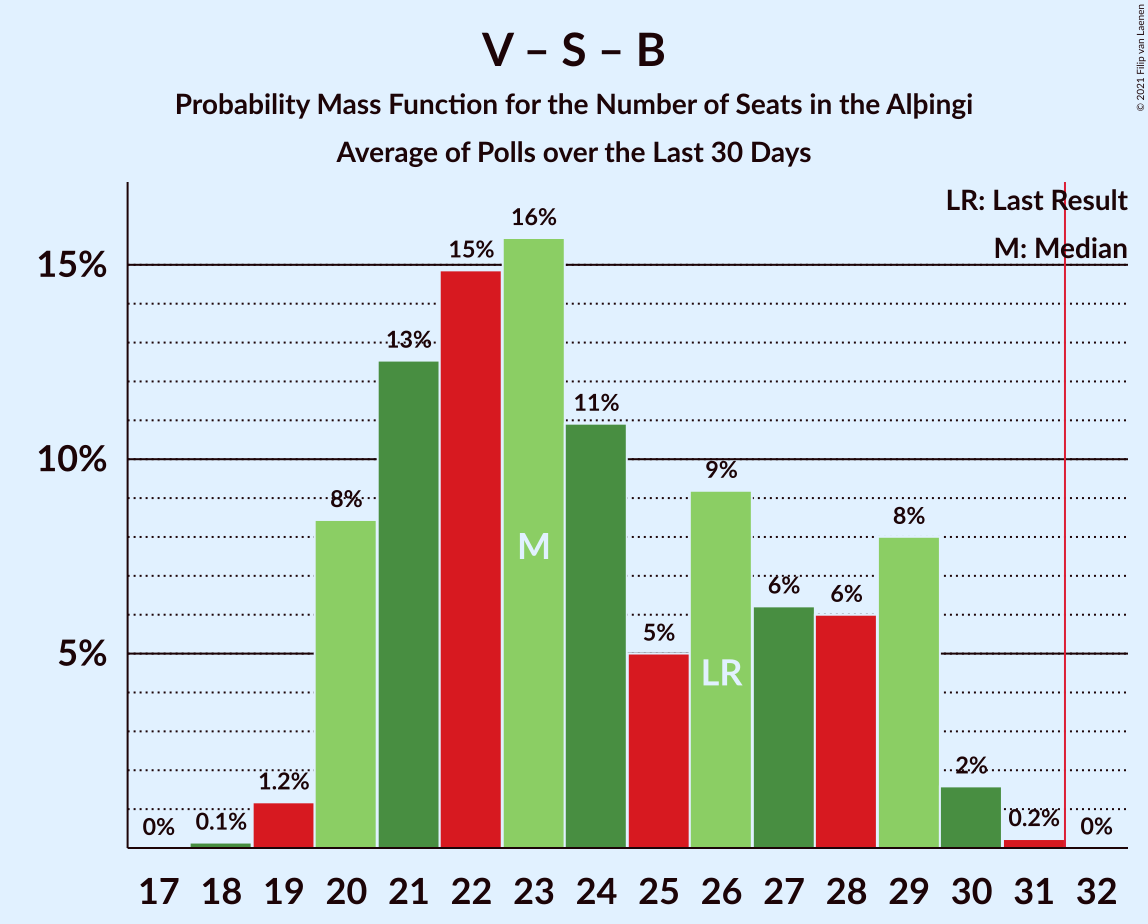 V – S – B
Probability Mass Function for the Number of Seats in the Alþingi
Average of Polls over the Last 30 Days
© 2021 Filip van Laenen
LR: Last Result
M: Median
15%
10%
5%
0%
0.1%
1.2%
8%
13%
15%
16%
11%
5%
9%
6%
6%
8%
2%
0.2%
0%
M
LR
17 18 19 20 21 22 23 24 25 26 27 28 29 30 31 32